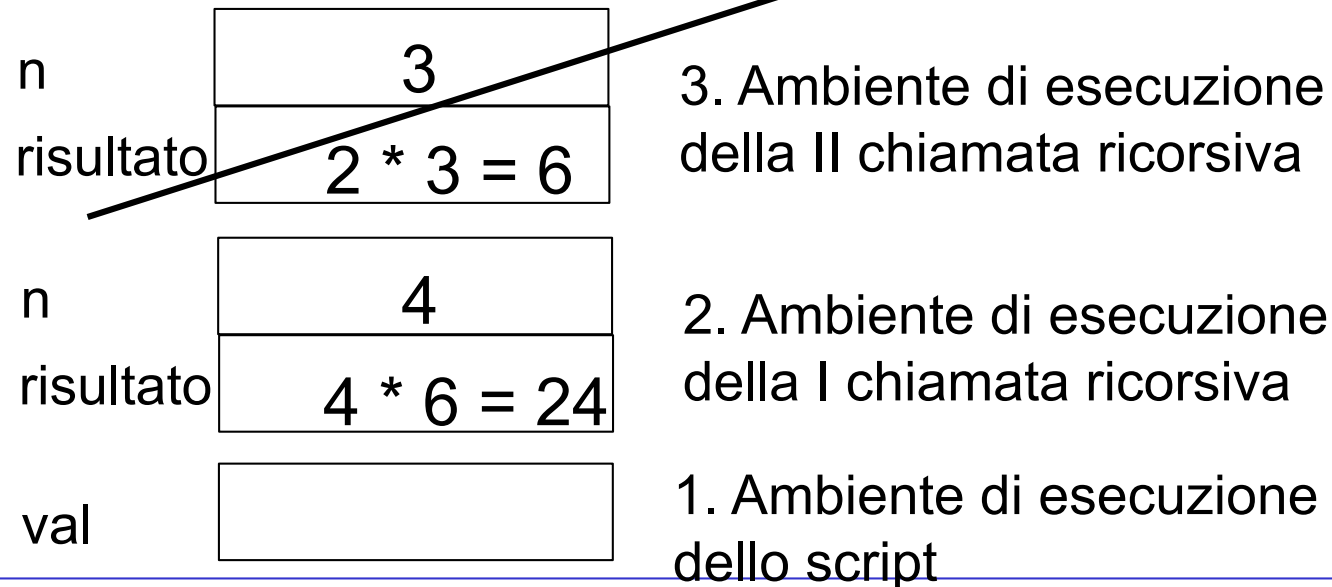 n 3 3. Ambiente di esecuzione
risultato 2 * 3 = 6 della II chiamata ricorsiva
n 4 2. Ambiente di esecuzione
risultato 4 * 6 = 24 della I chiamata ricorsiva
val 1. Ambiente di esecuzione
dello script